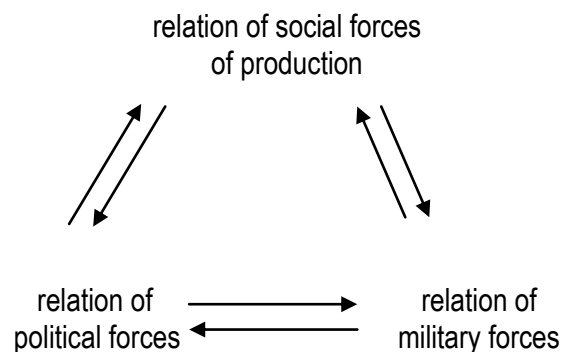 relation of social forces
of production
relation of
political forces
relation of
military forces